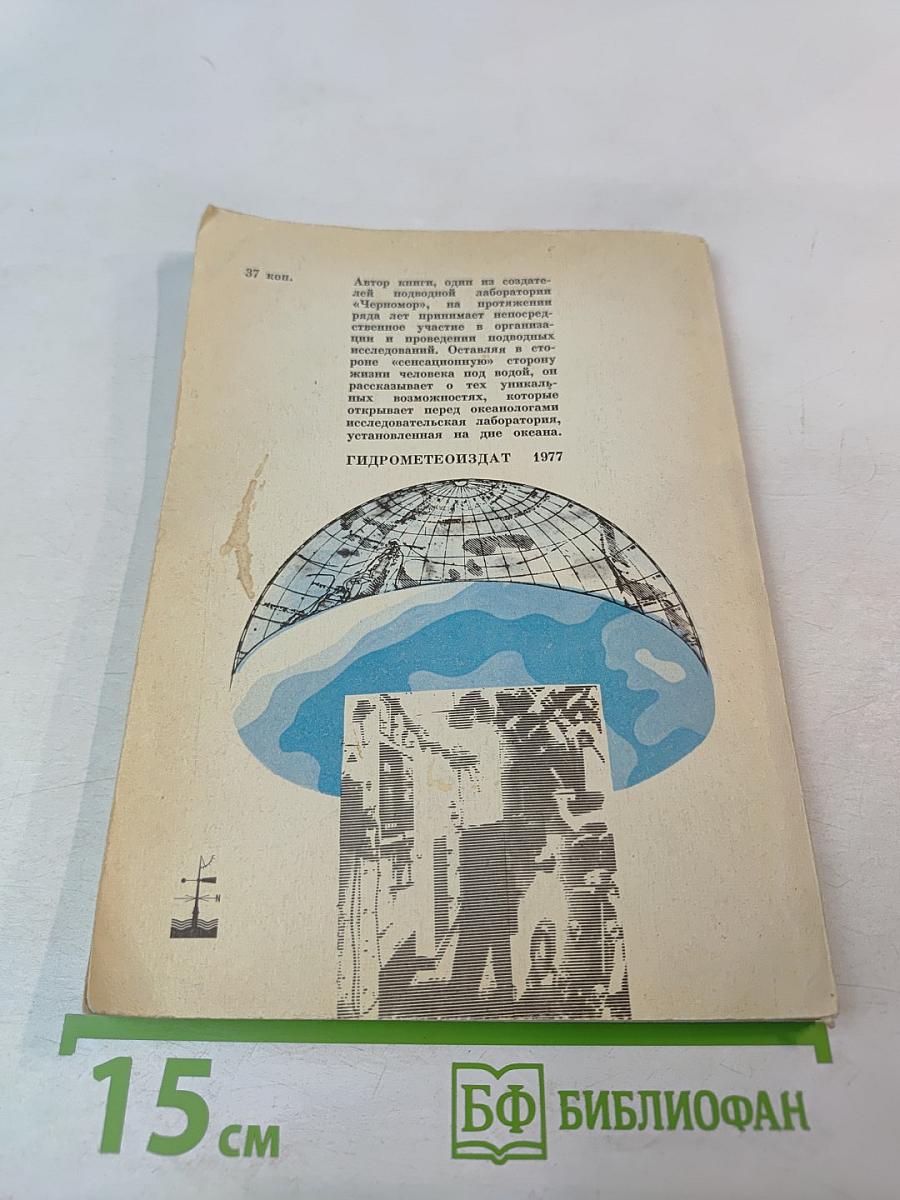 37 коп.
Автор книги, один из создате-
лей подводной лаборатории
«Черномор», на протяжении
ряда лет принимает непосред-
ственное участие в организа-
ции и проведении подводных
исследований. Оставляя в сто-
роне «сенсационную» сторону
жизни человека под водой, он
рассказывает о тех уникаль-
ных возможностях, которые
открывает перед океанологами
исследовательская лаборатория,
установленная на дне океана.
ГИДРОМЕТЕОИЗДАТ 1977
N
15 см
БФ БИБЛИОФАН